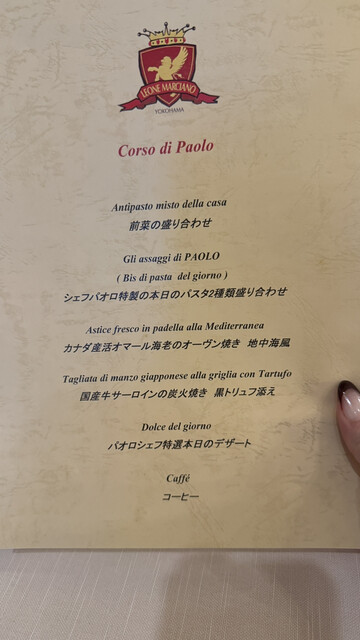 LEONE MARCIANO
YOKOHAMA
Corso di Paolo
Antipasto misto della casa
前菜の盛り合わせ
Gli assaggi di PAOLO
( Bis di pasta del giorno )
シェフパオロ特製の本日のパスタ2種類盛り合わせ
Astice fresco in padella alla Mediterranea
カナダ産活オマール海老のオーヴン焼き 地中海風
Tagliata di manzo giapponese alla griglia con Tartufo
国産牛サーロインの炭火焼き 黒トリュフ添え
Dolce del giorno
パオロシェフ特選本日のデザート
Caffé
コーヒー